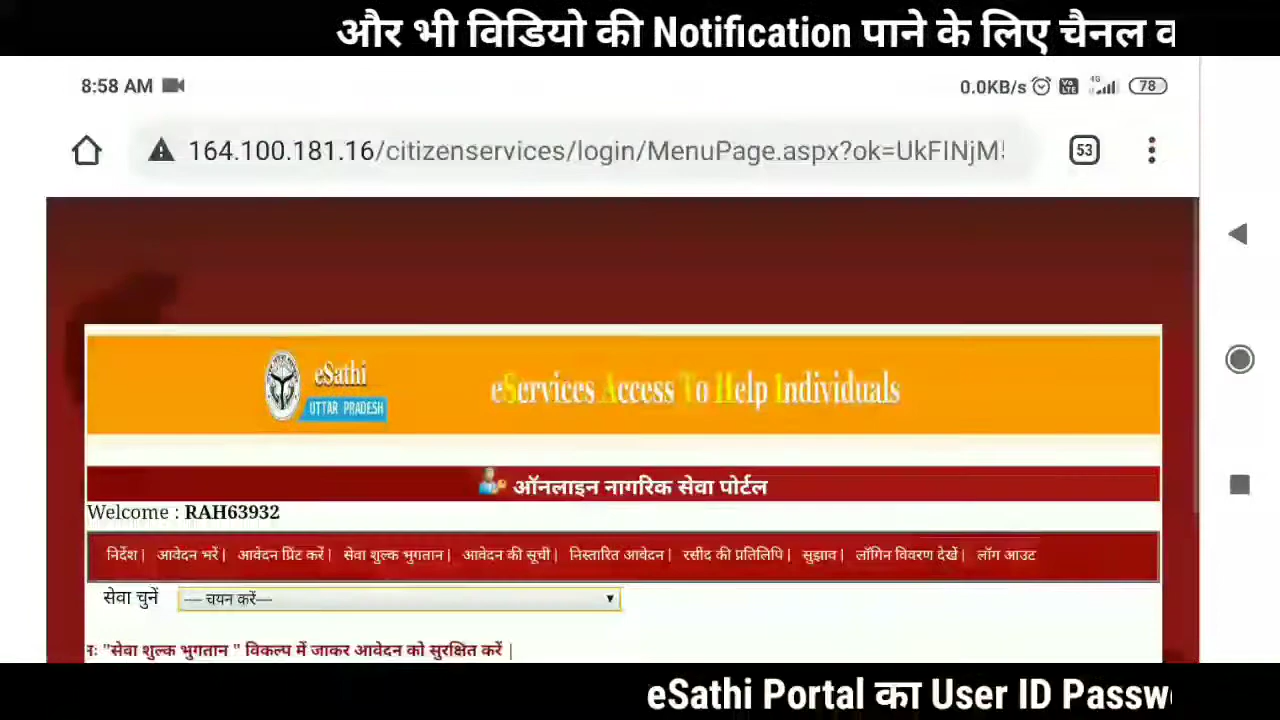 और भी विडियो की Notification पाने के लिए चैनल
8:58 AM 0.0KB/s Vo LTE 4G 78
164.100.181.16/citizenservices/login/MenuPage.aspx?ok=UkFINjM 53
eSathi
UTTAR PRADESH
eServices Access To Help Individuals
ऑनलाइन नागरिक सेवा पोर्टल
Welcome : RAH63932
निर्देश | आवेदन भरें | आवेदन प्रिंट करें | सेवा शुल्क भुगतान | आवेदन की सूची | निस्तारित आवेदन | रसीद की प्रतिलिपि | सुझाव | लॉगिन विवरण देखें | लॉग आउट
सेवा चुनें --- चयन करें---
"सेवा शुल्क भुगतान " विकल्प में जाकर आवेदन को सुरक्षित करें |
eSathi Portal का User ID Passw